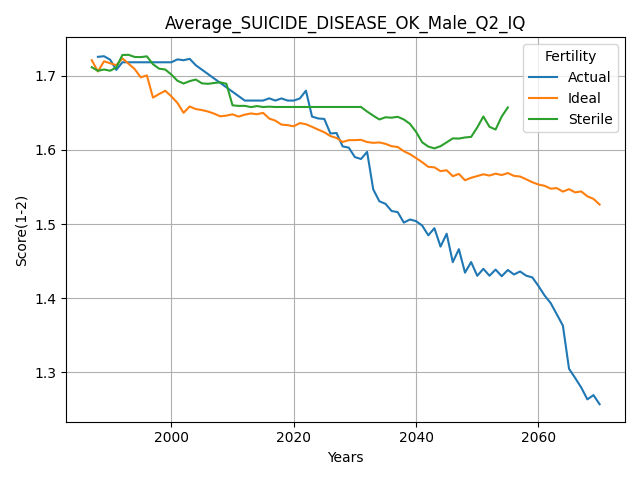 Average_SUICIDE_DISEASE_OK_Male_Q2_IQ
Fertility
Actual
Ideal
Sterile
Score(1-2)
1.7
1.6
1.5
1.4
1.3
2000 2020 2040 2060
Years